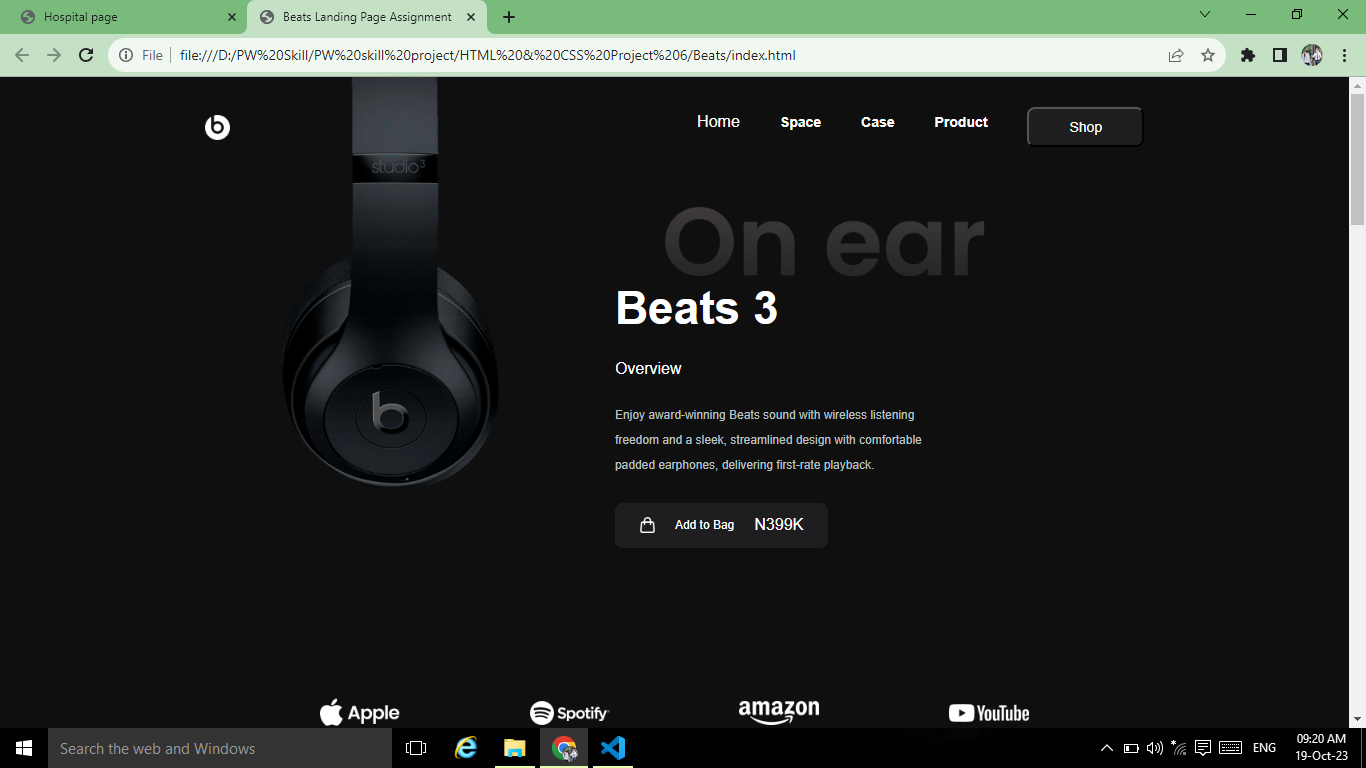 Hospital page
Beats Landing Page Assignment
File
file:///D:/PW%20Skill/PW%20skill%20project/HTML%20&%20CSS%20Project%206/Beats/index.html
b
Home Space Case Product Shop
studio3
On ear
Beats 3
Overview
Enjoy award-winning Beats sound with wireless listening
freedom and a sleek, streamlined design with comfortable
padded earphones, delivering first-rate playback.
b
Add to Bag N399K
Apple Spotify amazon YouTube
Search the web and Windows
ENG
09:20 AM
19-Oct-23